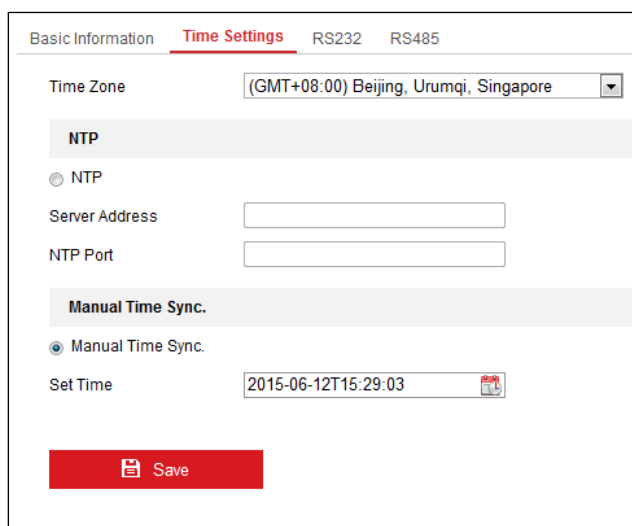 Basic Information Time Settings RS232 RS485
Time Zone (GMT+08:00) Beijing, Urumqi, Singapore
NTP
NTP
Server Address
NTP Port
Manual Time Sync.
Manual Time Sync.
Set Time 2015-06-12T15:29:03
Save